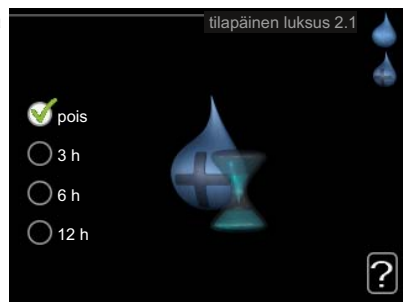 tilapäinen luksus 2.1
pois
3 h
6 h
12 h
?